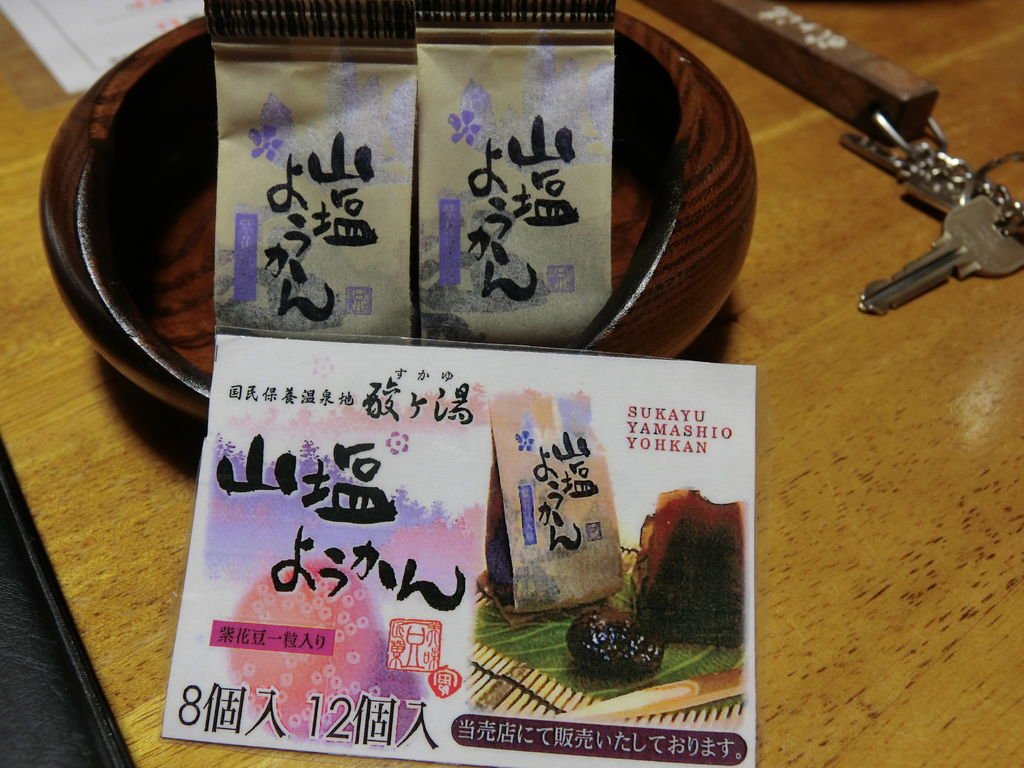 山塩
ようかん
山塩
ようかん
国民保養温泉地 酸ヶ湯
すかゆ
SUKAYU
YAMASHIO
YOHKAN
山塩
ようかん
山塩
ようかん
紫花豆一粒入り
8個入 12個入
当売店にて販売いたしております。